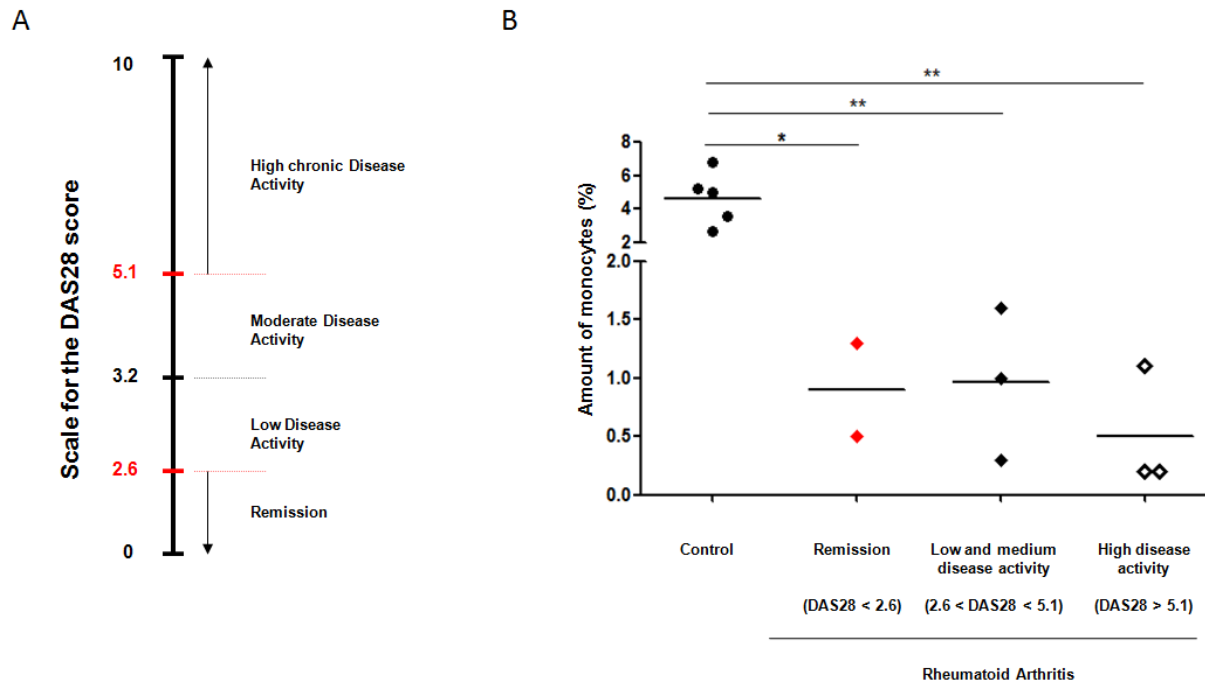 A
Scale for the DAS28 score
10
5.1
3.2
2.6
0
High chronic Disease
Activity
Moderate Disease
Activity
Low Disease
Activity
Remission
B
Amount of monocytes (%)
8
6
4
2
2.0
1.5
1.0
0.5
0.0
**
**
*
Control
Remission
(DAS28 < 2.6)
Low and medium
disease activity
(2.6 < DAS28 < 5.1)
High disease
activity
(DAS28 > 5.1)
Rheumatoid Arthritis